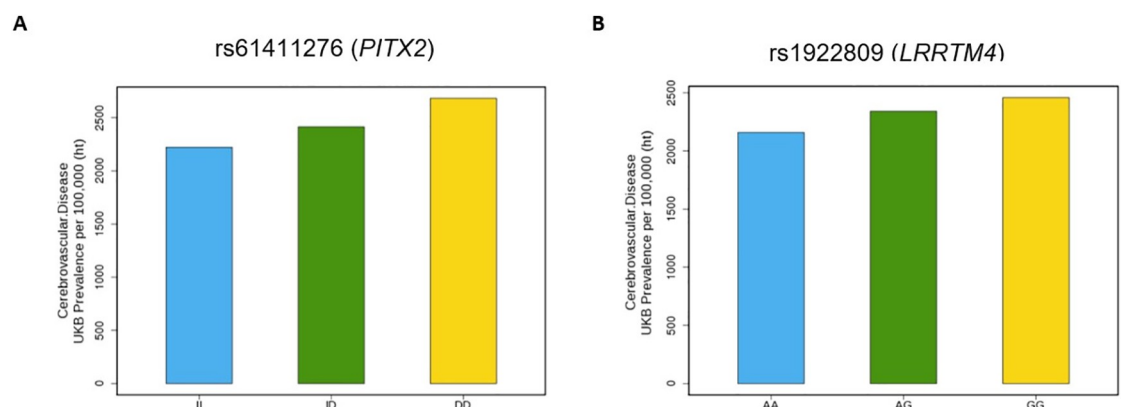 A
B
rs61411276 (PITX2)
rs1922809 (LRRTM4)
Cerebrovascular.Disease
UKB Prevalence per 100,000 (ht)
2500
2000
1500
1000
500
0
II
ID
DD
Cerebrovascular.Disease
UKB Prevalence per 100,000 (ht)
2500
2000
1500
1000
500
0
AA
AG
GG